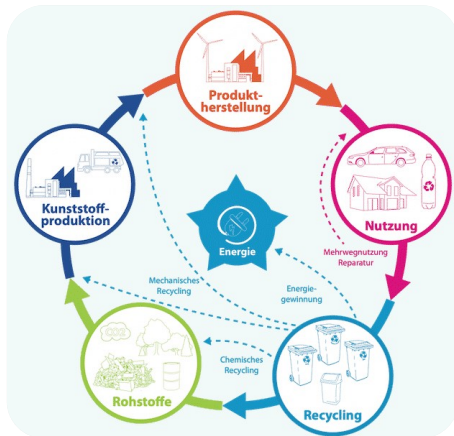 Produkt-
herstellung
Kunststoff-
produktion
Nutzung
Energie
Mehrwegnutzung
Reparatur
Mechanisches
Recycling
Energie-
gewinnung
Chemisches
Recycling
Rohstoffe
Recycling